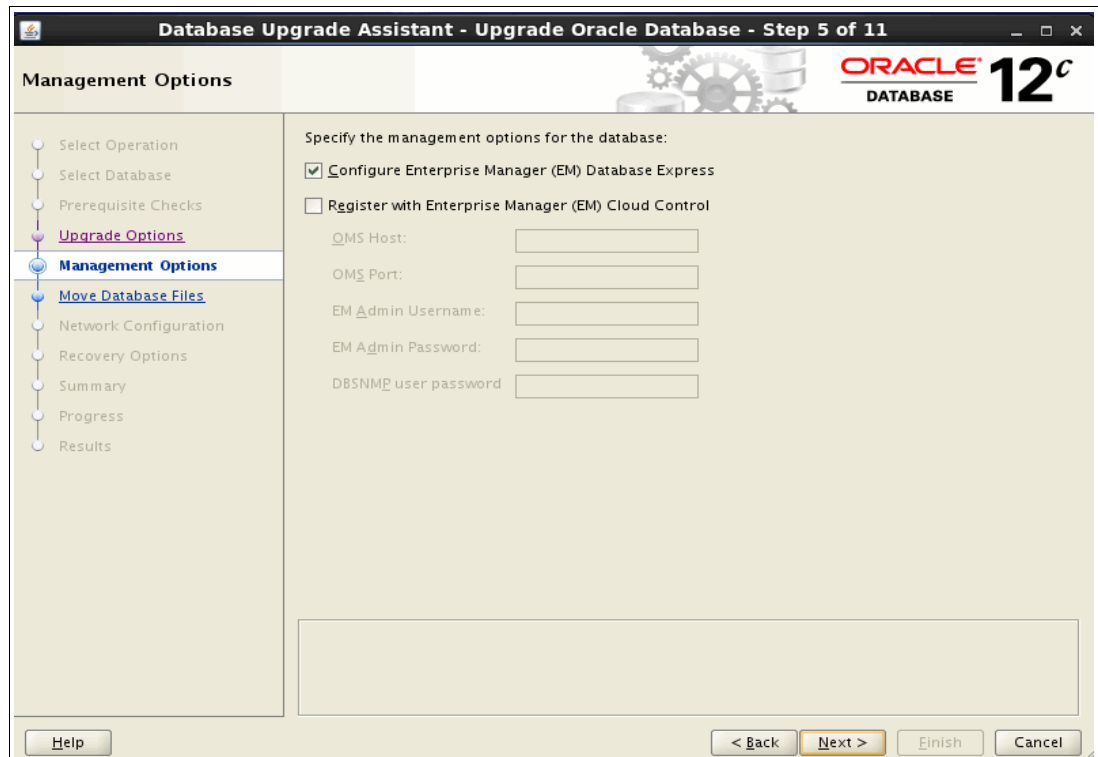 Database Upgrade Assistant - Upgrade Oracle Database - Step 5 of 11
Management Options
ORACLE
DATABASE
12c
Select Operation
Select Database
Prerequisite Checks
Upgrade Options
Management Options
Move Database Files
Network Configuration
Recovery Options
Summary
Progress
Results
Specify the management options for the database:
Configure Enterprise Manager (EM) Database Express
Register with Enterprise Manager (EM) Cloud Control
OMS Host:
OMS Port:
EM Admin Username:
EM Admin Password:
DBSNMP user password
Help
< Back
Next >
Finish
Cancel